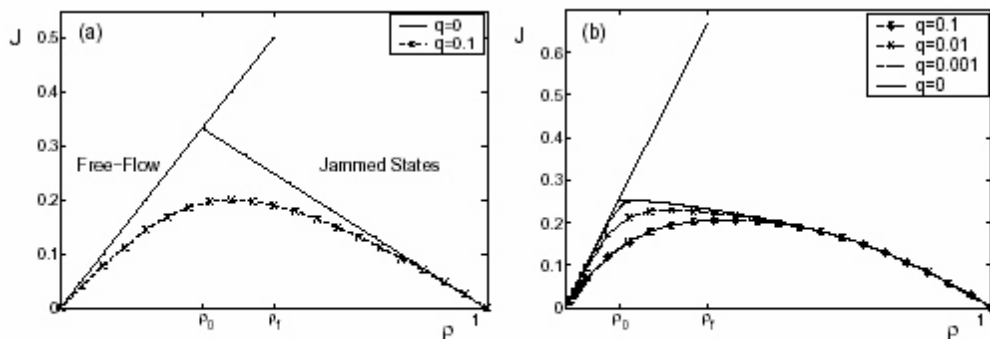 J
0.5
0.4
0.3
0.2
0.1
0
(a)
q=0
q=0.1
Free-Flow
Jammed States
ρ₀
ρf
ρ
1
J
0.6
0.5
0.4
0.3
0.2
0.1
0
(b)
q=0.1
q=0.01
q=0.001
q=0
ρ₀
ρf
ρ
1